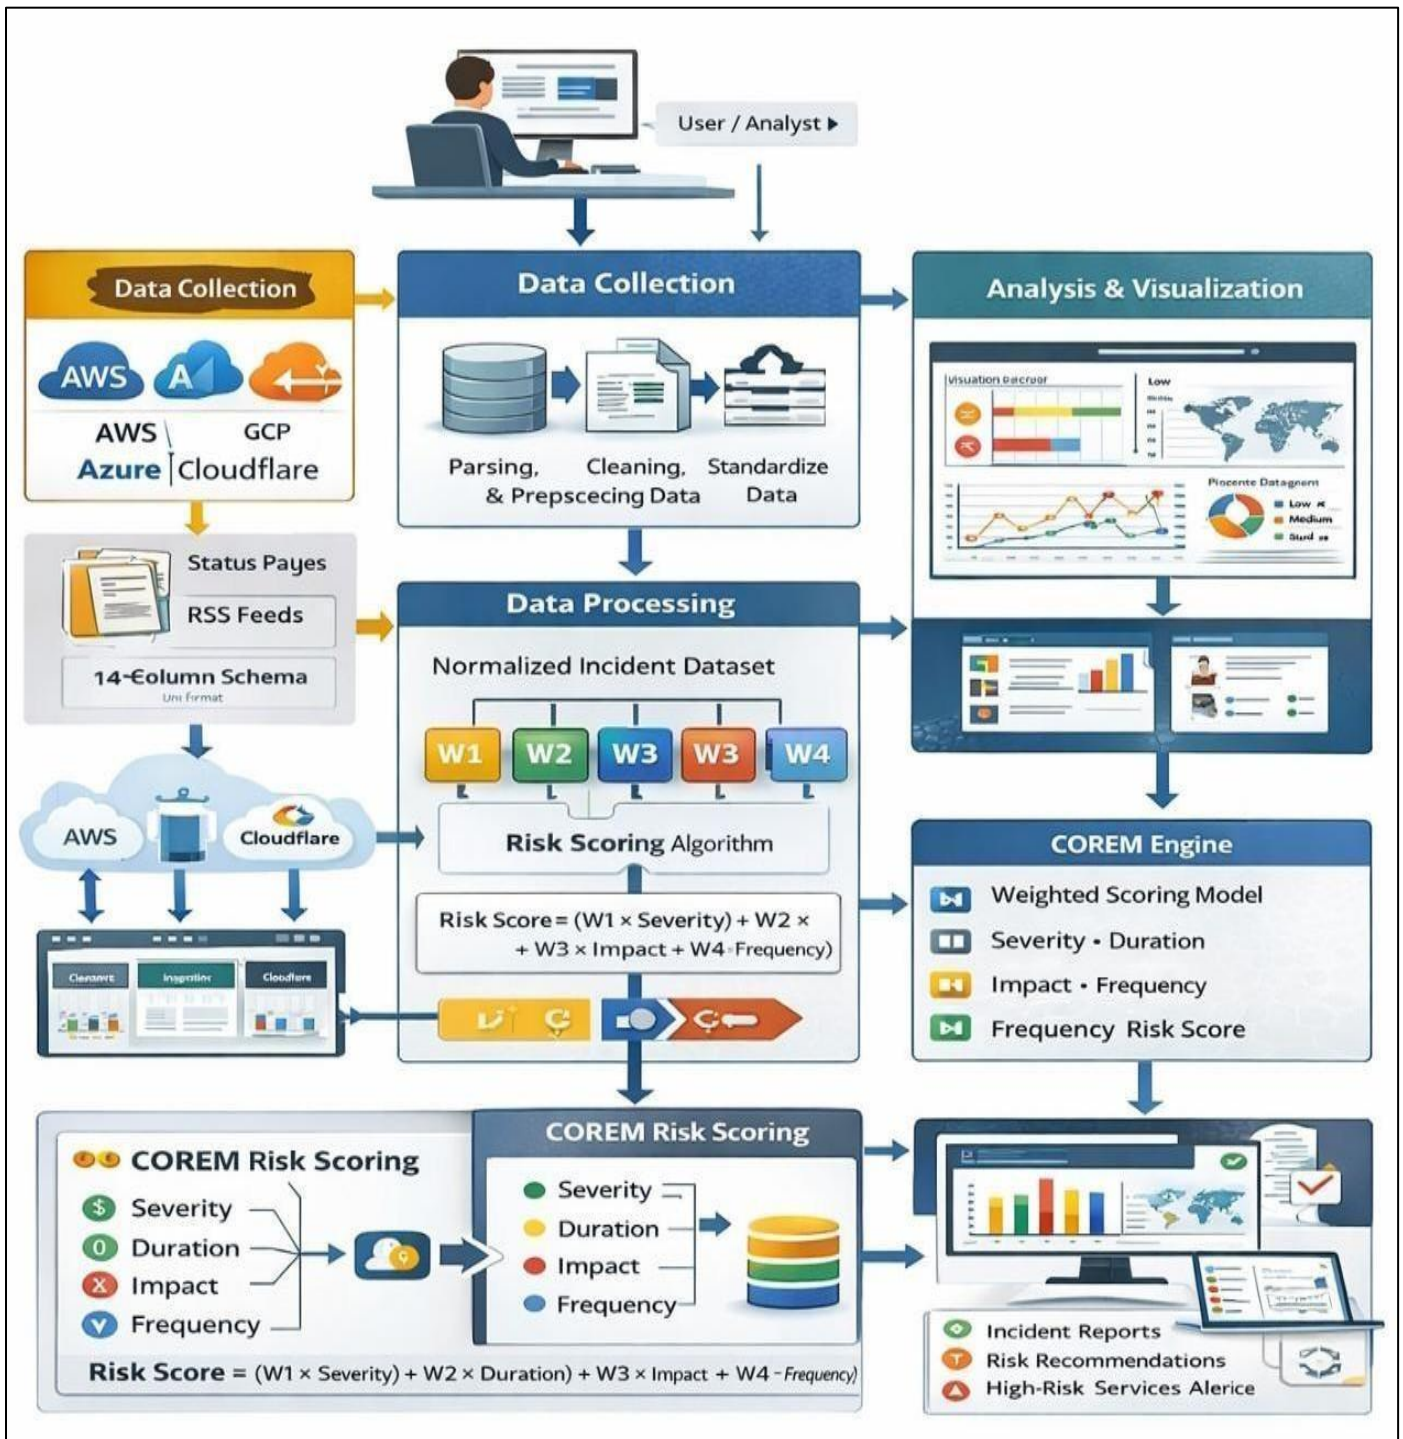 User / Analyst
Data Collection
AWS A
AWS GCP
Azure Cloudflare
Status Payes
RSS Feeds
14-Column Schema
Uni format
AWS Cloudflare
Cloudflare
Data Collection
Parsing, Cleaning, Standardize
& Prepscecing Data Data
Data Processing
Normalized Incident Dataset
W1 W2 W3 W3 W4
Risk Scoring Algorithm
Risk Score = (W1 × Severity) + W2 ×
+ W3 × Impact + W4 · Frequency)
Analysis & Visualization
Low
Low
Medium
COREM Engine
Weighted Scoring Model
Severity • Duration
Impact • Frequency
Frequency Risk Score
COREM Risk Scoring
Severity
Duration
Impact
Frequency
COREM Risk Scoring
Severity
Duration
Impact
Frequency
Risk Score = (W1 × Severity) + W2 × Duration) + W3 × Impact + W4 - Frequency)
Incident Reports
Risk Recommendations
High-Risk Services Alerice